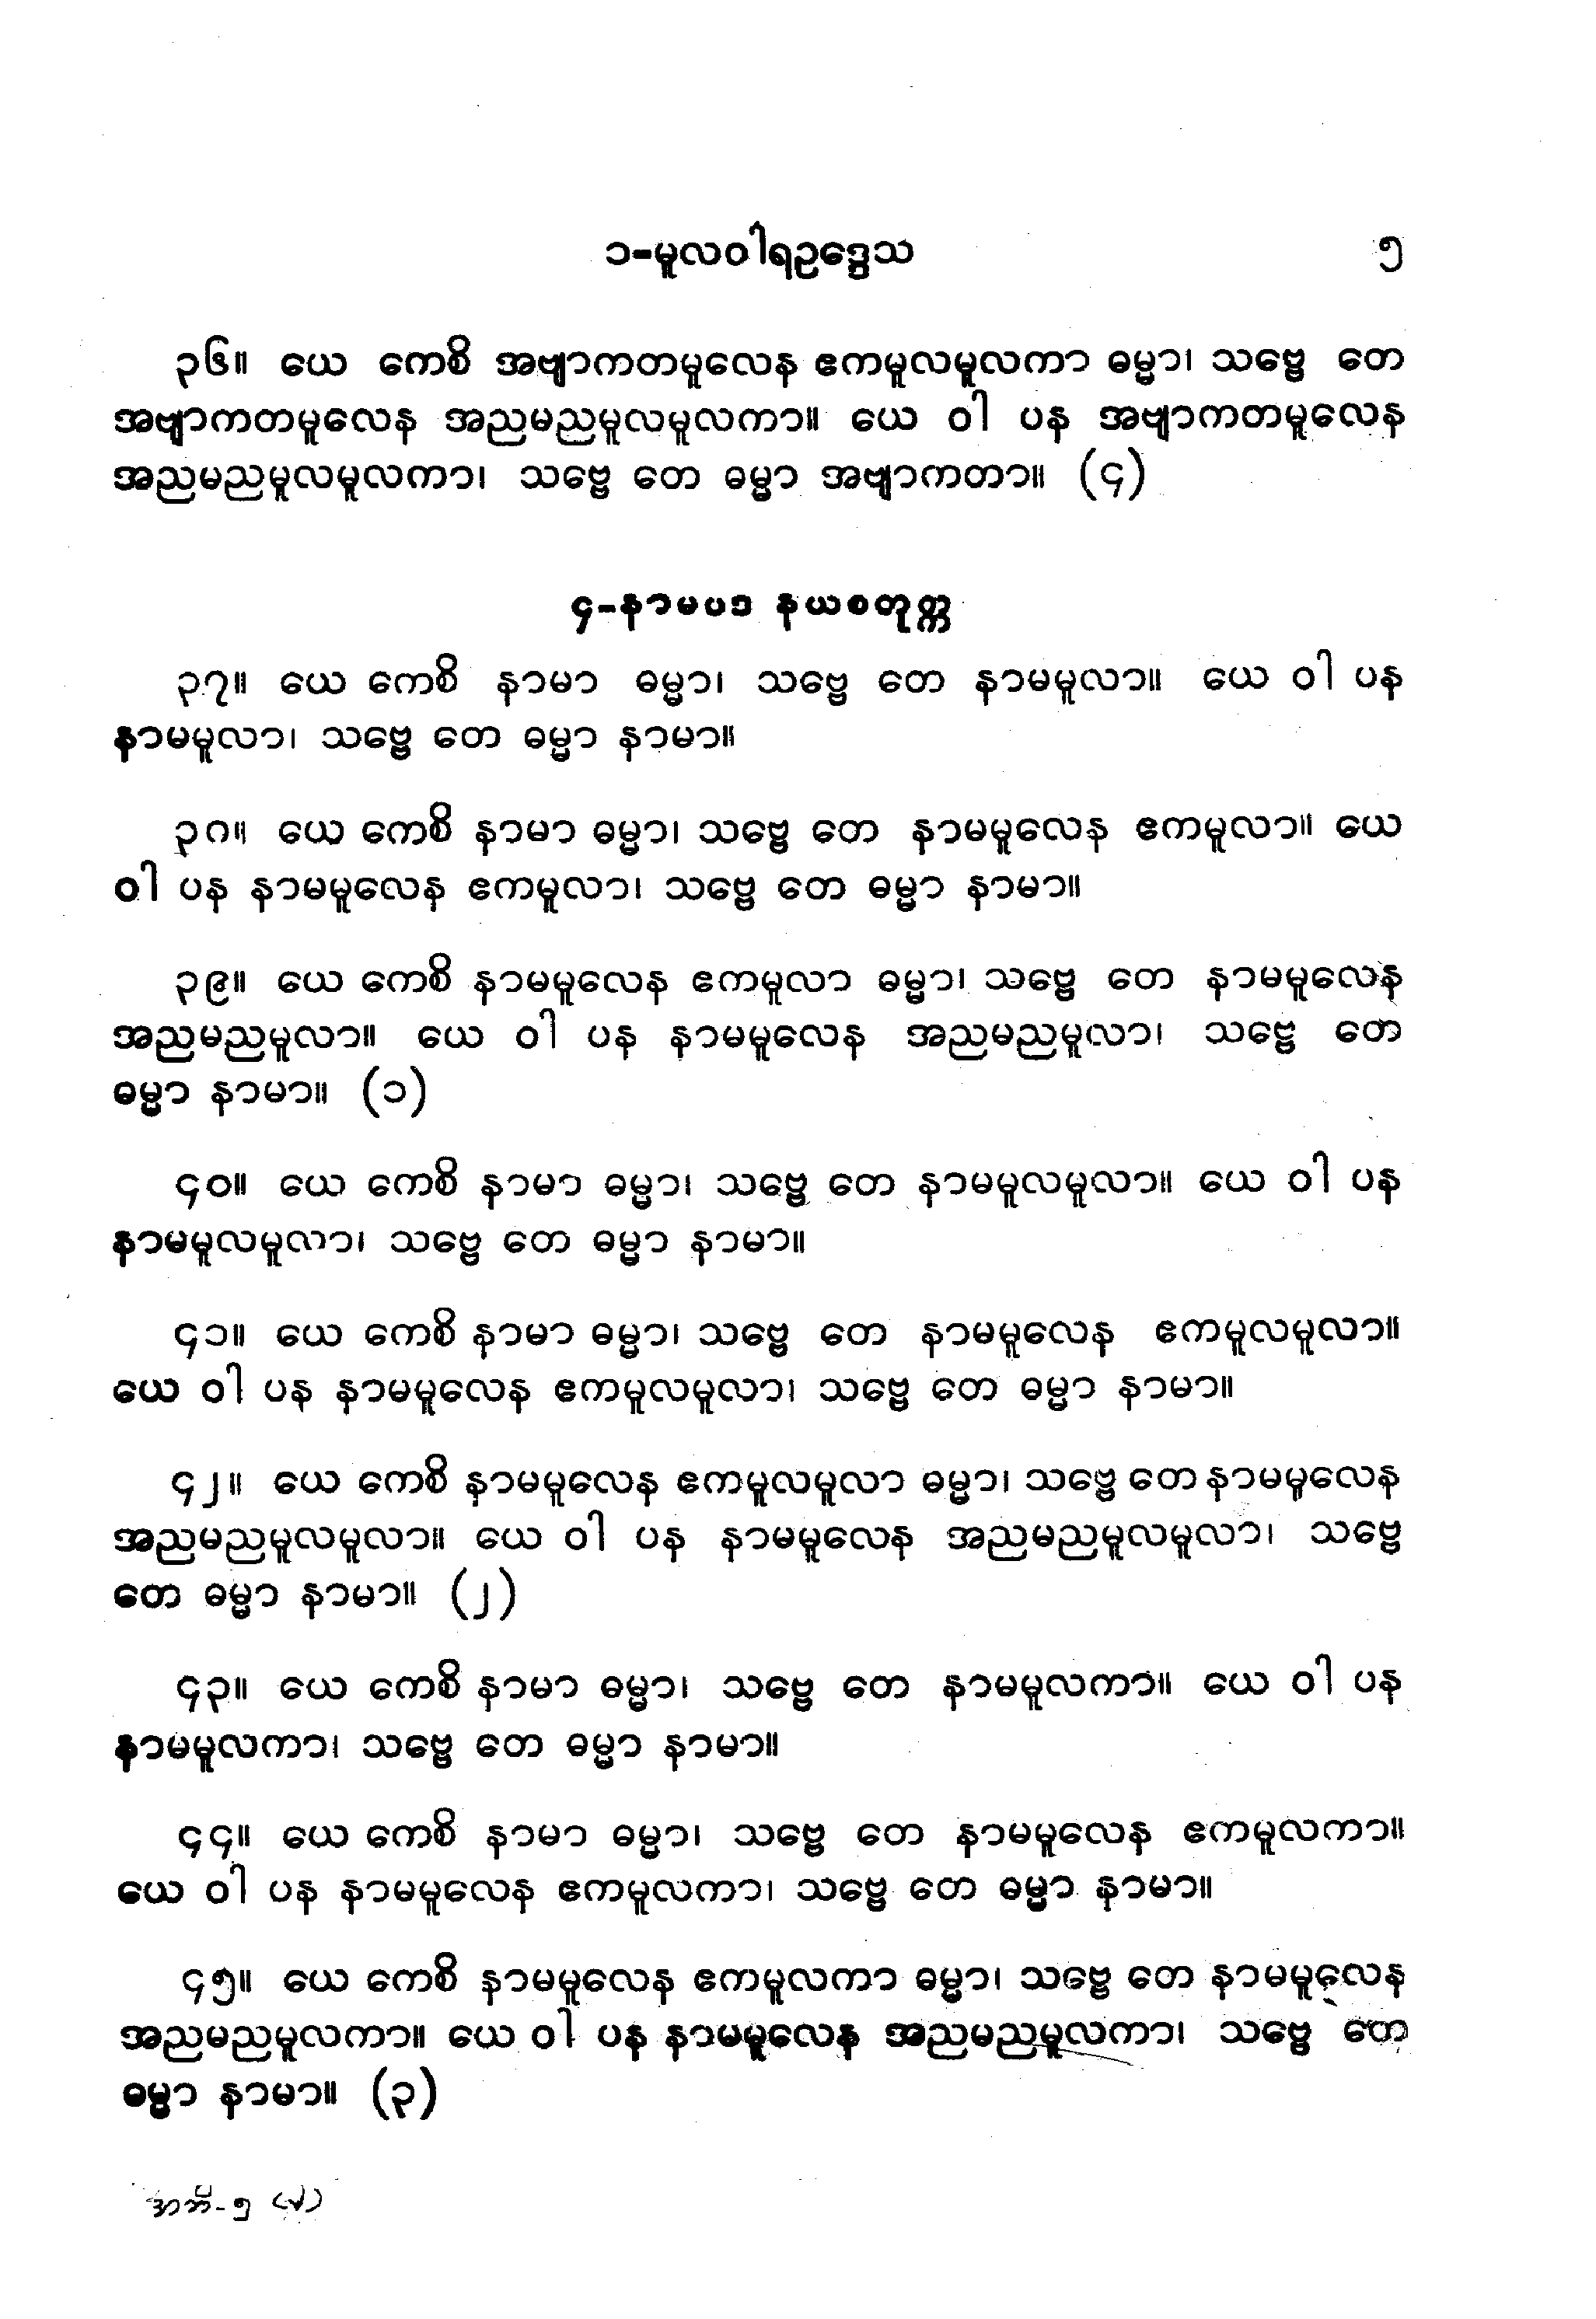 ၁-မူလဝါရဥဒ္ဒေသ ၅
၃၆။ ယေ ကေစိ အဗျာကတမူလေန ဧကမူလမူလကာ ဓမ္မာ၊ သဗ္ဗေ တေ
အဗျာကတမူလေန အညမညမူလမူလကာ။ ယေ ဝါ ပန အဗျာကတမူလေန
အညမညမူလမူလကာ၊ သဗ္ဗေ တေ ဓမ္မာ အဗျာကတာ။ (၄)
၄-နာမပဒ နယစတုက္က
၃၇။ ယေ ကေစိ နာမာ ဓမ္မာ၊ သဗ္ဗေ တေ နာမမူလာ။ ယေ ဝါ ပန
နာမမူလာ၊ သဗ္ဗေ တေ ဓမ္မာ နာမာ။
၃၈။ ယေ ကေစိ နာမာ ဓမ္မာ၊ သဗ္ဗေ တေ နာမမူလေန ဧကမူလာ။ ယေ
ဝါ ပန နာမမူလေန ဧကမူလာ၊ သဗ္ဗေ တေ ဓမ္မာ နာမာ။
၃၉။ ယေ ကေစိ နာမမူလေန ဧကမူလာ ဓမ္မာ၊ သဗ္ဗေ တေ နာမမူလေန
အညမညမူလာ။ ယေ ဝါ ပန နာမမူလေန အညမညမူလာ၊ သဗ္ဗေ တေ
ဓမ္မာ နာမာ။ (၁)
၄၀။ ယေ ကေစိ နာမာ ဓမ္မာ၊ သဗ္ဗေ တေ နာမမူလမူလာ။ ယေ ဝါ ပန
နာမမူလမူလာ၊ သဗ္ဗေ တေ ဓမ္မာ နာမာ။
၄၁။ ယေ ကေစိ နာမာ ဓမ္မာ၊ သဗ္ဗေ တေ နာမမူလေန ဧကမူလမူလာ။
ယေ ဝါ ပန နာမမူလေန ဧကမူလမူလာ၊ သဗ္ဗေ တေ ဓမ္မာ နာမာ။
၄၂။ ယေ ကေစိ နာမမူလေန ဧကမူလမူလာ ဓမ္မာ၊ သဗ္ဗေ တေ နာမမူလေန
အညမညမူလမူလာ။ ယေ ဝါ ပန နာမမူလေန အညမညမူလမူလာ၊ သဗ္ဗေ
တေ ဓမ္မာ နာမာ။ (၂)
၄၃။ ယေ ကေစိ နာမာ ဓမ္မာ၊ သဗ္ဗေ တေ နာမမူလကာ။ ယေ ဝါ ပန
နာမမူလကာ၊ သဗ္ဗေ တေ ဓမ္မာ နာမာ။
၄၄။ ယေ ကေစိ နာမာ ဓမ္မာ၊ သဗ္ဗေ တေ နာမမူလေန ဧကမူလကာ။
ယေ ဝါ ပန နာမမူလေန ဧကမူလကာ၊ သဗ္ဗေ တေ ဓမ္မာ နာမာ။
၄၅။ ယေ ကေစိ နာမမူလေန ဧကမူလကာ ဓမ္မာ၊ သဗ္ဗေ တေ နာမမူလေန
အညမညမူလကာ။ ယေ ဝါ ပန နာမမူလေန အညမညမူလကာ၊ သဗ္ဗေ တေ
ဓမ္မာ နာမာ။ (၃)
အဘိ-၅